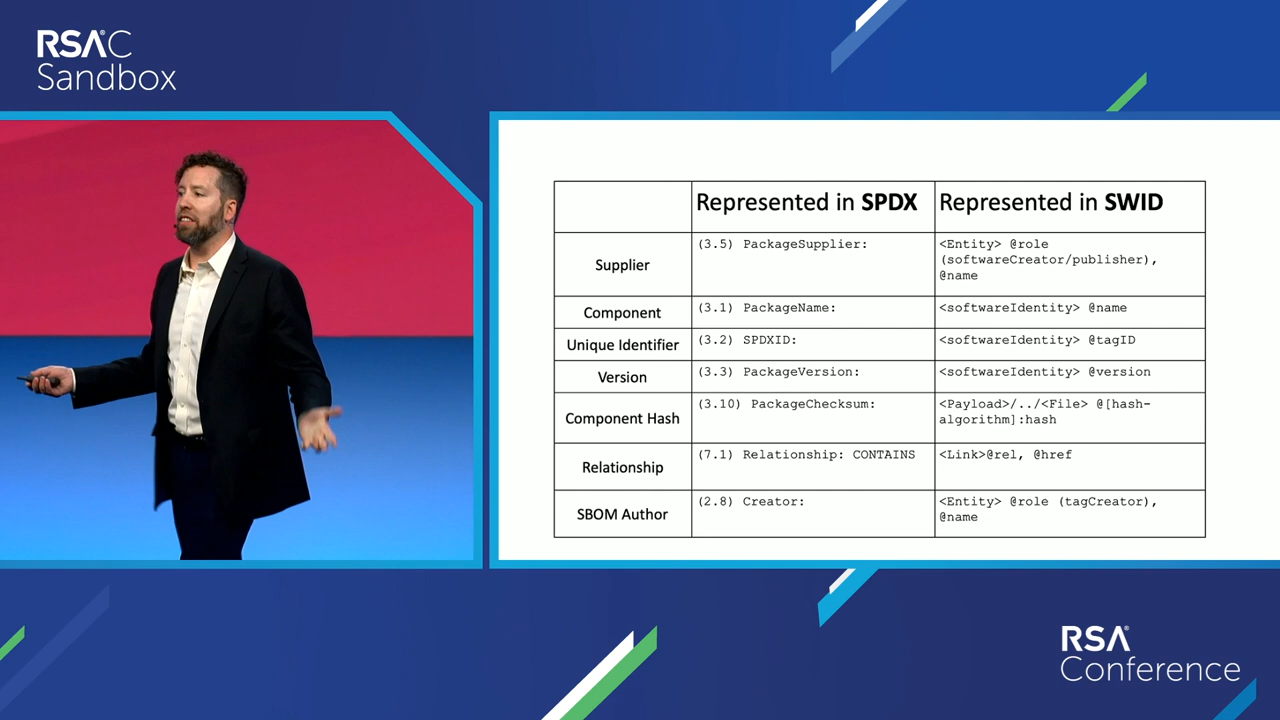 RSA®C
Sandbox
Represented in SPDX
Represented in SWID
Supplier
(3.5) PackageSupplier:
<Entity> @role
(softwareCreator/publisher),
@name
Component
(3.1) PackageName:
<softwareIdentity> @name
Unique Identifier
(3.2) SPDXID:
<softwareIdentity> @tagID
Version
(3.3) PackageVersion:
<softwareIdentity> @version
Component Hash
(3.10) PackageChecksum:
<Payload>/../<File> @[hash-
algorithm]:hash
Relationship
(7.1) Relationship: CONTAINS
<Link>@rel, @href
SBOM Author
(2.8) Creator:
<Entity> @role (tagCreator),
@name
RSA®
Conference